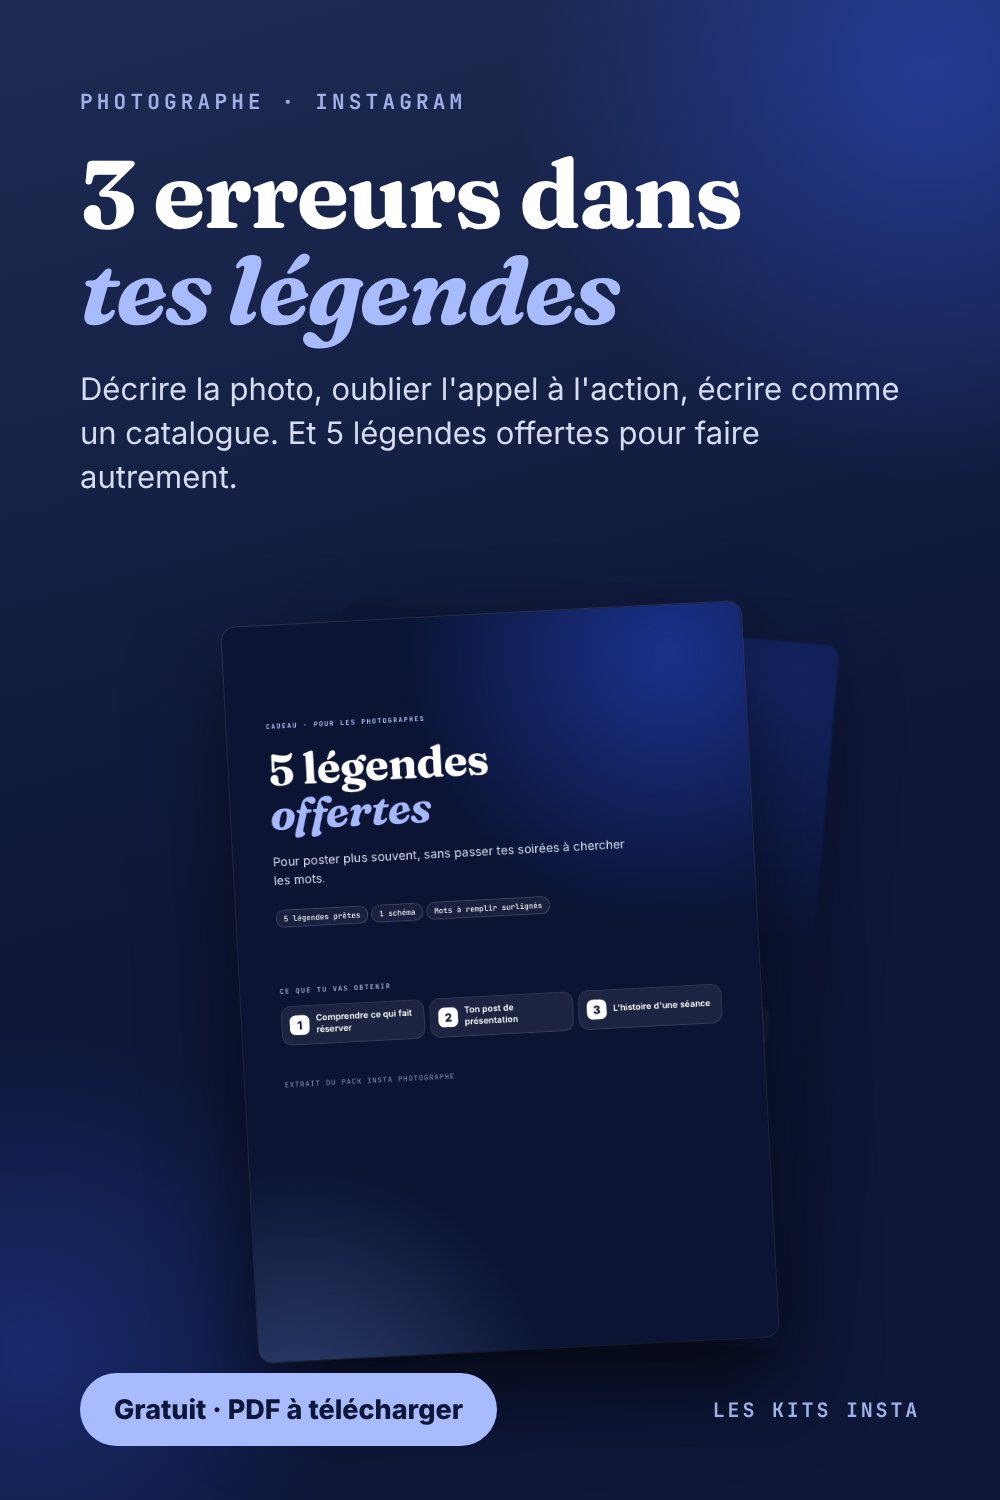 PHOTOGRAPHE · INSTAGRAM
3 erreurs dans
tes légendes
Décrire la photo, oublier l'appel à l'action, écrire comme
un catalogue. Et 5 légendes offertes pour faire
autrement.
CADEAU · POUR LES PHOTOGRAPHES
5 légendes
offertes
Pour poster plus souvent, sans passer tes soirées à chercher
les mots.
5 légendes prêtes 1 schéma Mots à remplir surlignés
CE QUE TU VAS OBTENIR
1 Comprendre ce qui fait
réserver
2 Ton post de
présentation
3 L'histoire d'une séance
EXTRAIT DU PACK INSTA PHOTOGRAPHE
Gratuit · PDF à télécharger
LES KITS INSTA